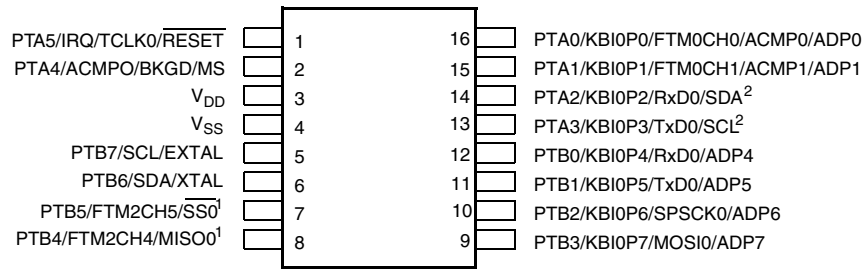 PTA5/IRQ/TCLK0/RESET 1 16 PTA0/KBI0P0/FTM0CH0/ACMP0/ADP0
PTA4/ACMPO/BKGD/MS 2 15 PTA1/KBI0P1/FTM0CH1/ACMP1/ADP1
VDD 3 14 PTA2/KBI0P2/RxD0/SDA2
VSS 4 13 PTA3/KBI0P3/TxD0/SCL2
PTB7/SCL/EXTAL 5 12 PTB0/KBI0P4/RxD0/ADP4
PTB6/SDA/XTAL 6 11 PTB1/KBI0P5/TxD0/ADP5
PTB5/FTM2CH5/SS01 7 10 PTB2/KBI0P6/SPSCK0/ADP6
PTB4/FTM2CH4/MISO01 8 9 PTB3/KBI0P7/MOSI0/ADP7